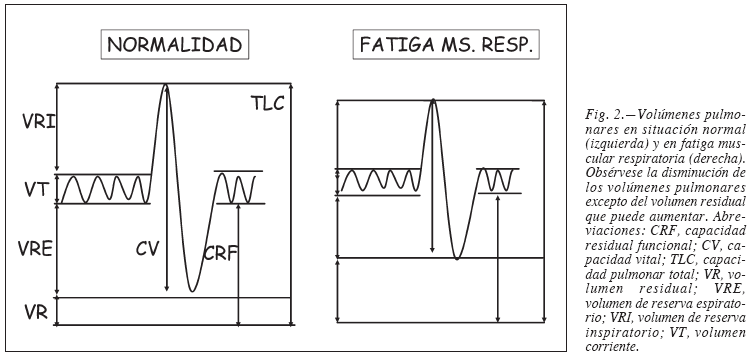 NORMALIDAD
FATIGA MS. RESP.
TLC
VRI
VT
VRE
CV
CRF
VR
Fig. 2.—Volúmenes pulmo-
nares en situación normal
(izquierda) y en fatiga mus-
cular respiratoria (derecha).
Obsérvese la disminución de
los volúmenes pulmonares
excepto del volumen residual
que puede aumentar. Abre-
viaciones: CRF, capacidad
residual funcional; CV, ca-
pacidad vital; TLC, capaci-
dad pulmonar total; VR, vo-
lumen residual; VRE,
volumen de reserva espirato-
rio; VRI, volumen de reserva
inspiratorio; VT, volumen
corriente.